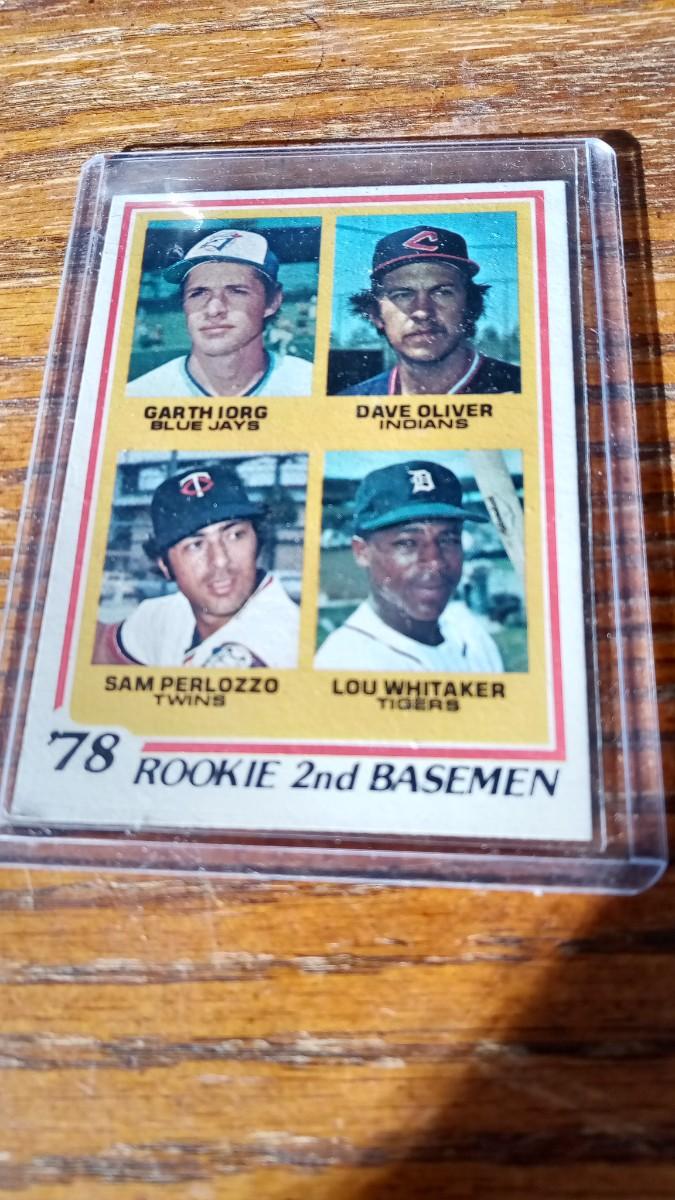 GARTH IORG
BLUE JAYS
DAVE OLIVER
INDIANS
SAM PERLOZZO
TWINS
LOU WHITAKER
TIGERS
'78 ROOKIE 2nd BASEMEN